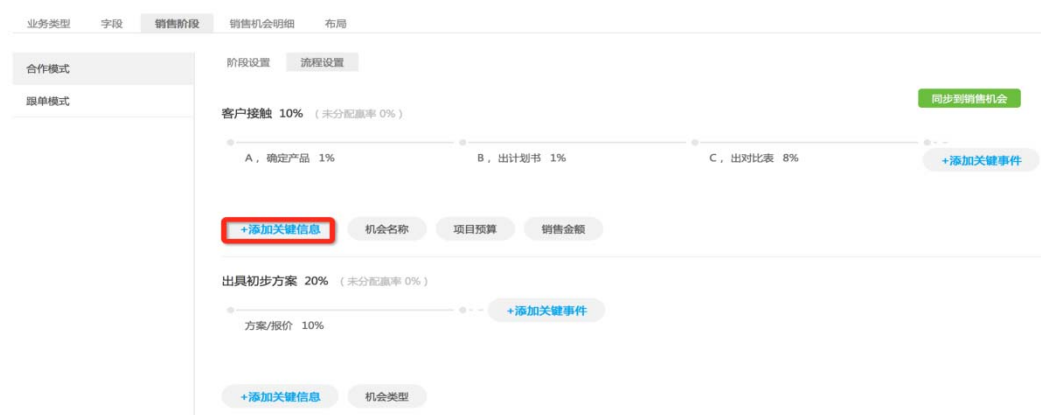 业务类型 字段 销售阶段 销售机会明细 布局
合作模式
跟单模式
阶段设置 流程设置
同步到销售机会
客户接触 10% (未分配赢率 0%)
A，确定产品 1% B，出计划书 1% C，出对比表 8% +添加关键事件
+添加关键信息 机会名称 项目预算 销售金额
出具初步方案 20% (未分配赢率 0%)
+添加关键事件
方案/报价 10%
+添加关键信息 机会类型